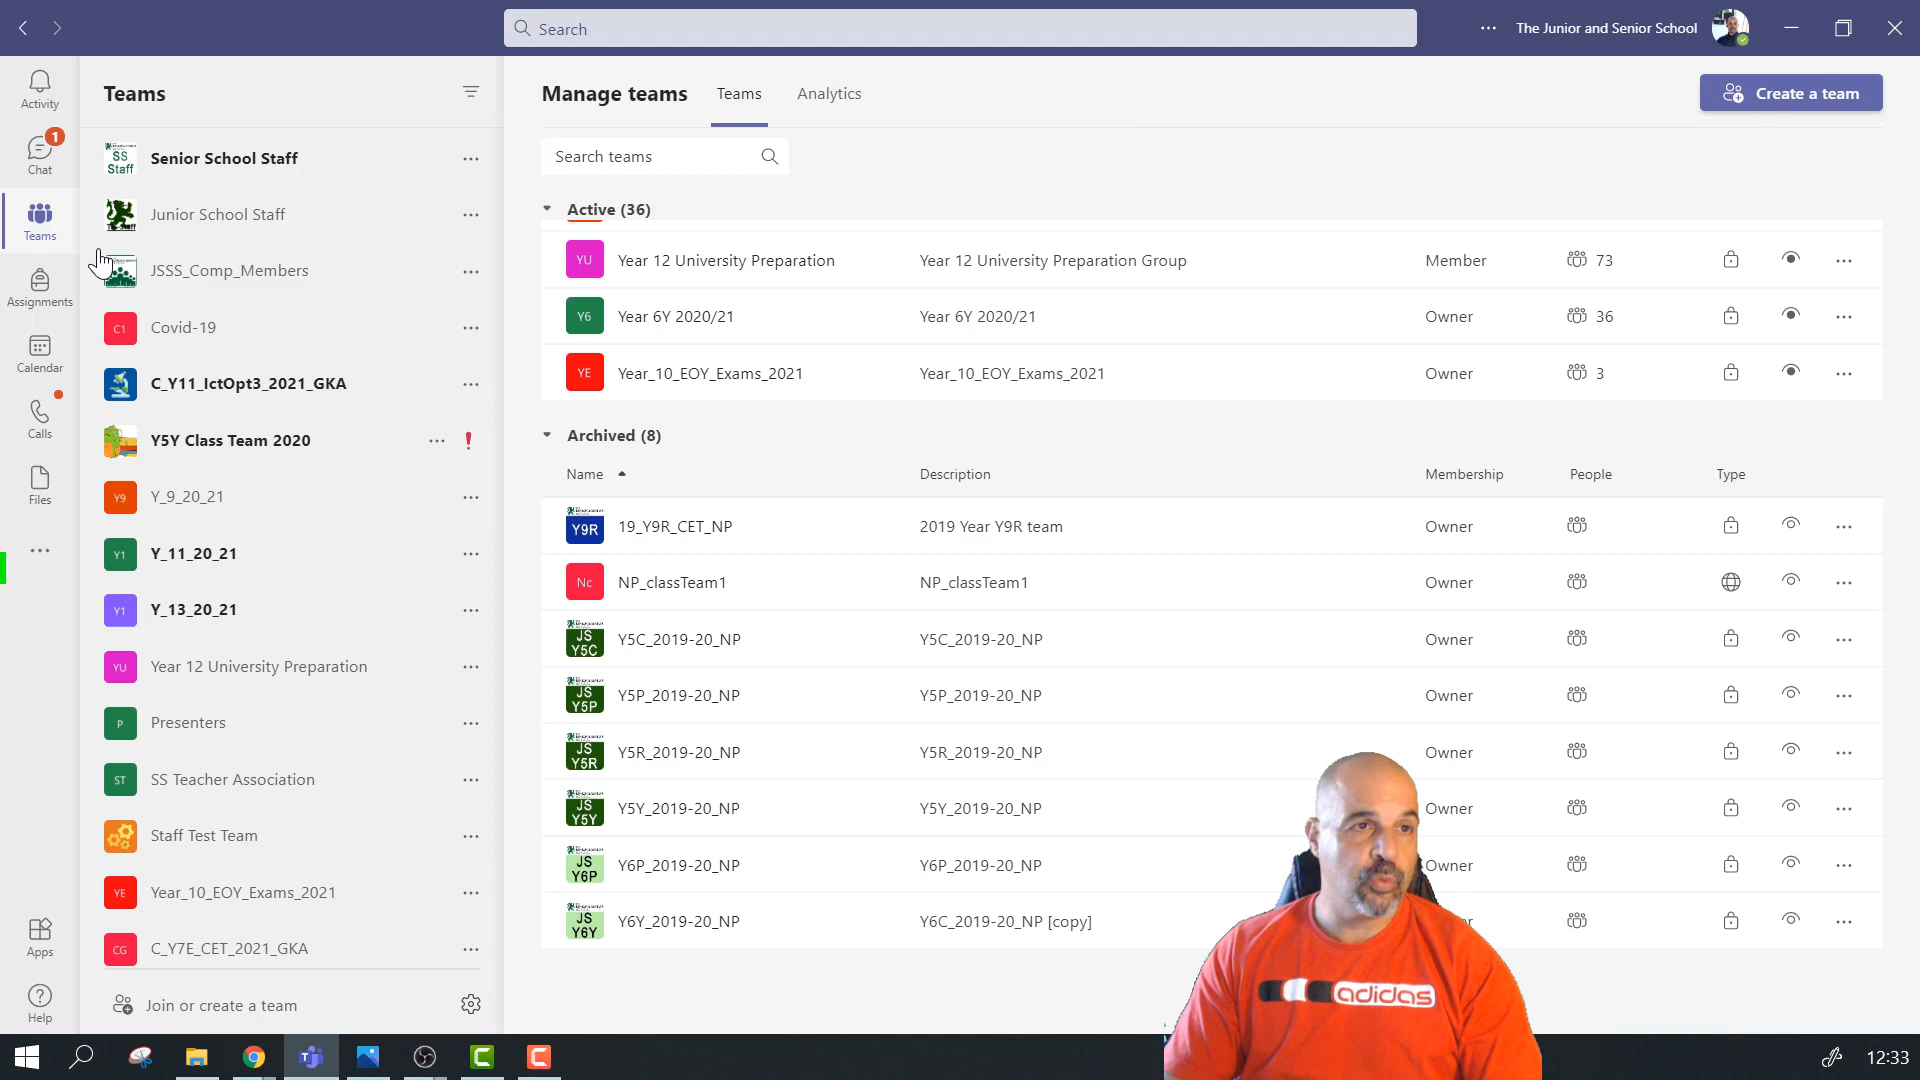 Search
The Junior and Senior School
Activity
Chat
1
Teams
Assignments
Calendar
Calls
Files
Apps
Help
Teams
SS Staff Senior School Staff
Junior School Staff
JSSS_Comp_Members
C1 Covid-19
C_Y11_IctOpt3_2021_GKA
Y5Y Class Team 2020
Y9 Y_9_20_21
Y1 Y_11_20_21
Y1 Y_13_20_21
YU Year 12 University Preparation
P Presenters
ST SS Teacher Association
Staff Test Team
YE Year_10_EOY_Exams_2021
CG C_Y7E_CET_2021_GKA
Join or create a team
Manage teams Teams Analytics
Create a team
Search teams
Active (36)
YU Year 12 University Preparation Year 12 University Preparation Group Member 73
Y6 Year 6Y 2020/21 Year 6Y 2020/21 Owner 36
YE Year_10_EOY_Exams_2021 Year_10_EOY_Exams_2021 Owner 3
Archived (8)
Name Description Membership People Type
Y9R 19_Y9R_CET_NP 2019 Year Y9R team Owner
Nc NP_classTeam1 NP_classTeam1 Owner
JS Y5C Y5C_2019-20_NP Y5C_2019-20_NP Owner
JS Y5P Y5P_2019-20_NP Y5P_2019-20_NP Owner
JS Y5R Y5R_2019-20_NP Y5R_2019-20_NP Owner
JS Y5Y Y5Y_2019-20_NP Y5Y_2019-20_NP Owner
JS Y6P Y6P_2019-20_NP Y6P_2019-20_NP Owner
JS Y6Y Y6Y_2019-20_NP Y6C_2019-20_NP [copy]
adidas
12:33